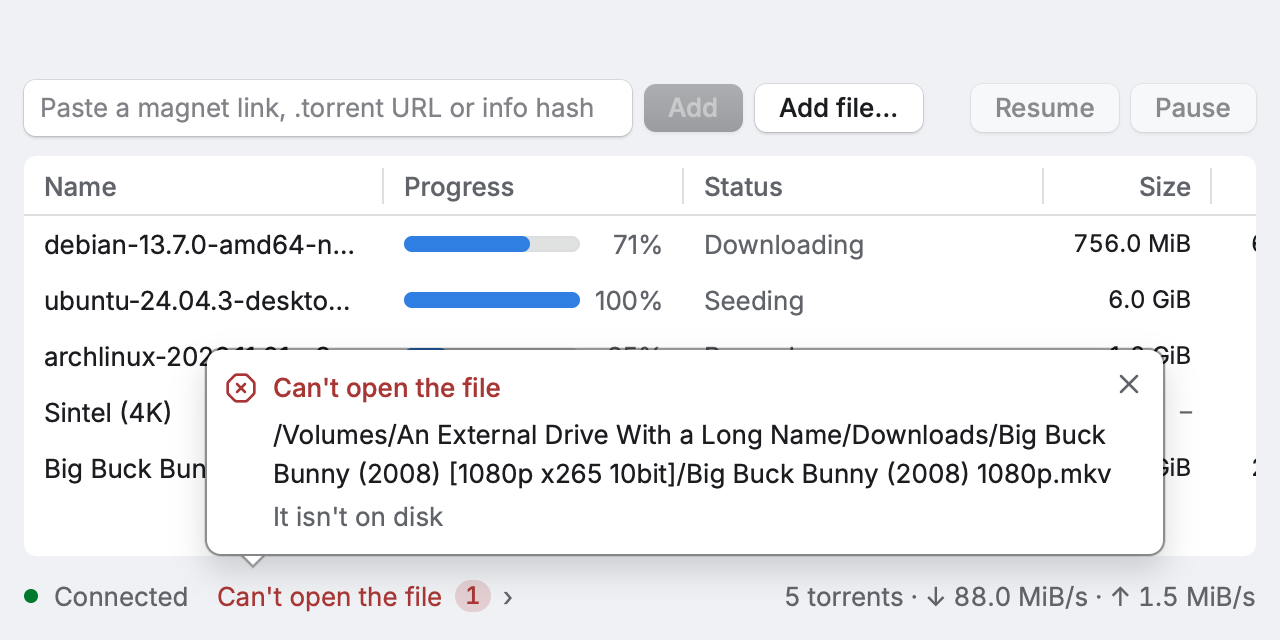 Paste a magnet link, .torrent URL or info hash
Add
Add file...
Resume
Pause
Name
Progress
Status
Size
debian-13.7.0-amd64-n...
71%
Downloading
756.0 MiB
ubuntu-24.04.3-deskto...
100%
Seeding
6.0 GiB
Sintel (4K)
–
Big Buck
Can't open the file
/Volumes/An External Drive With a Long Name/Downloads/Big Buck
Bunny (2008) [1080p x265 10bit]/Big Buck Bunny (2008) 1080p.mkv
It isn't on disk
Connected
Can't open the file
1
›
5 torrents · ↓ 88.0 MiB/s · ↑ 1.5 MiB/s